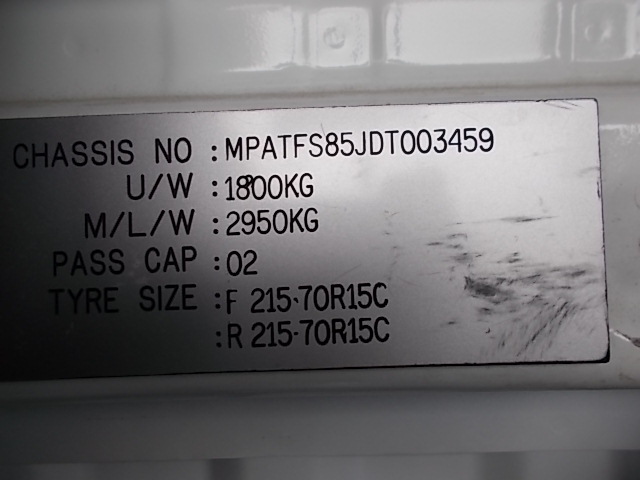 CHASSIS NO :MPATFS85JDT003459
U/W :1800KG
M/L/W :2950KG
PASS CAP :02
TYRE SIZE :F 215-70R15C
:R 215-70R15C